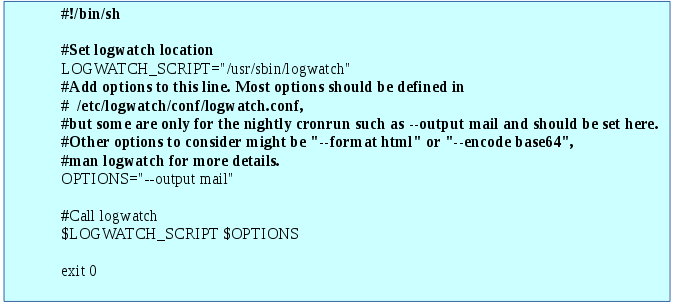 #!/bin/sh
#Set logwatch location
LOGWATCH_SCRIPT="/usr/sbin/logwatch"
#Add options to this line. Most options should be defined in
#  /etc/logwatch/conf/logwatch.conf,
#but some are only for the nightly cronrun such as --output mail and should be set here.
#Other options to consider might be "--format html" or "--encode base64",
#man logwatch for more details.
OPTIONS="--output mail"
#Call logwatch
$LOGWATCH_SCRIPT $OPTIONS
exit 0